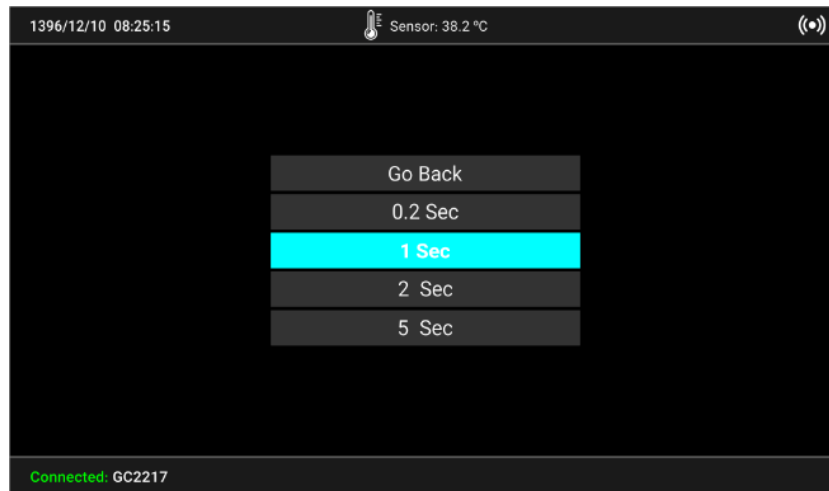 1396/12/10 08:25:15
Sensor: 38.2 ºC
Go Back
0.2 Sec
1 Sec
2 Sec
5 Sec
Connected: GC2217